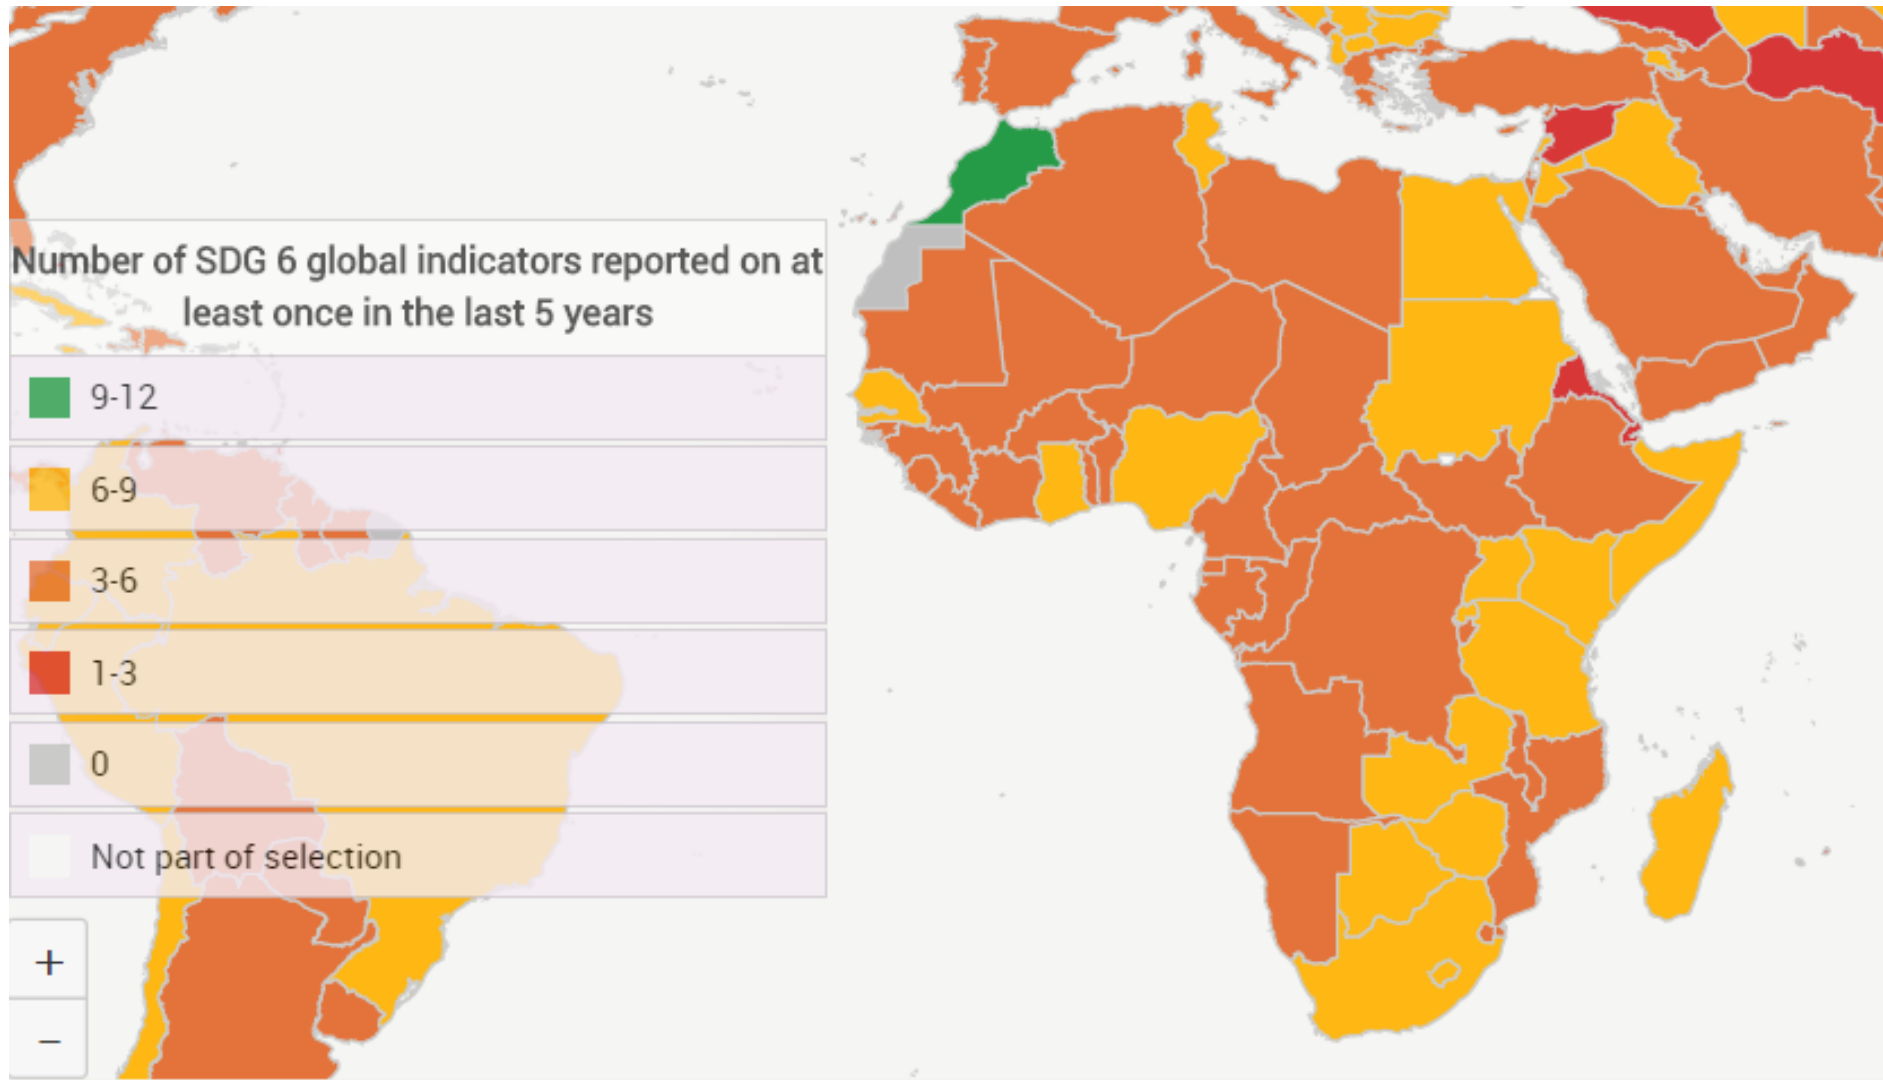 Number of SDG 6 global indicators reported on at
least once in the last 5 years
9-12
6-9
3-6
1-3
0
Not part of selection
+
−